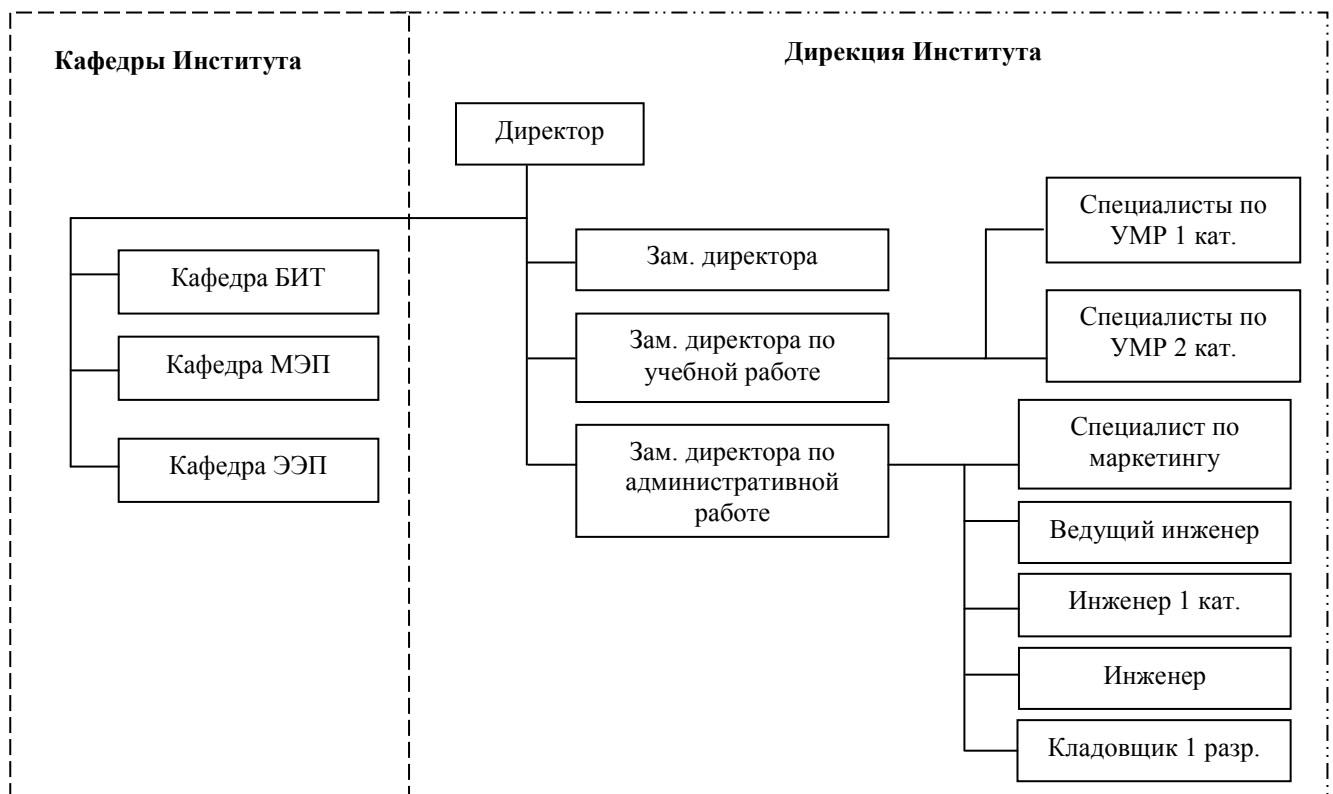 Кафедры Института
Дирекция Института
Директор
Кафедра БИТ
Кафедра МЭП
Кафедра ЭЭП
Зам. директора
Зам. директора по
учебной работе
Зам. директора по
административной
работе
Специалисты по
УМР 1 кат.
Специалисты по
УМР 2 кат.
Специалист по
маркетингу
Ведущий инженер
Инженер 1 кат.
Инженер
Кладовщик 1 разр.